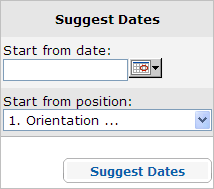 Suggest Dates
Start from date:
Start from position:
1. Orientation ...
Suggest Dates